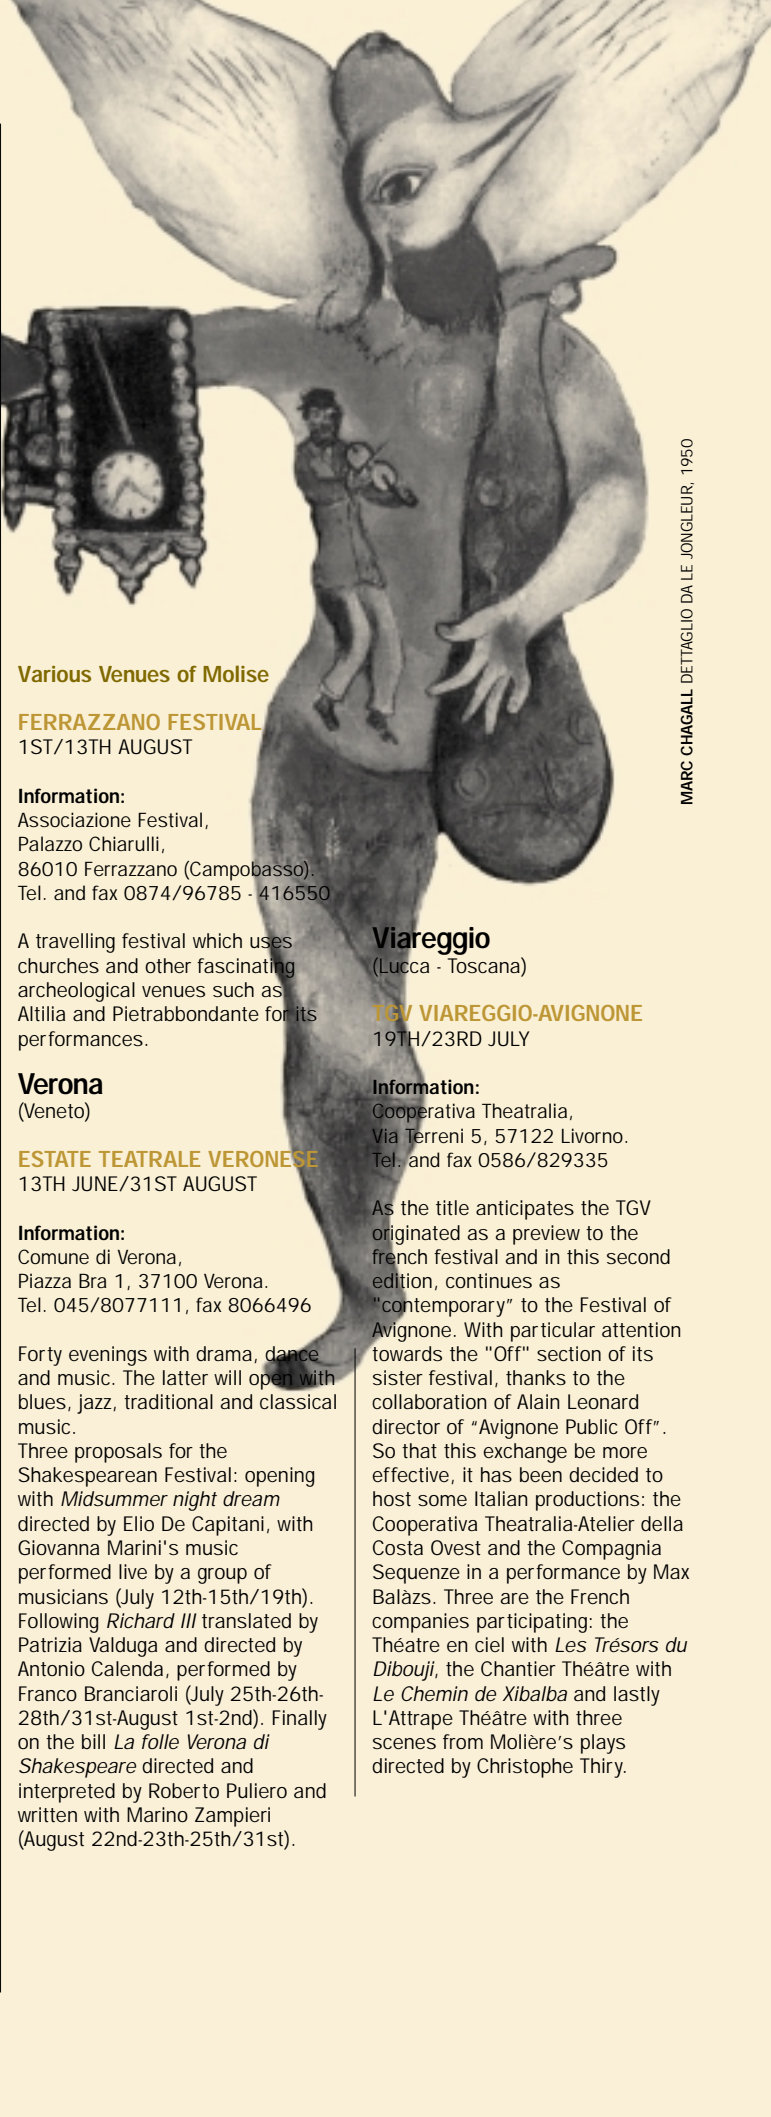 Various Venues of Molise
FERRAZZANO FESTIVAL
1ST/13TH AUGUST
Information:
Associazione Festival,
Palazzo Chiarulli,
86010 Ferrazzano (Campobasso).
Tel. and fax 0874/96785 - 416550
A travelling festival which uses
churches and other fascinating
archeological venues such as
Altilia and Pietrabbondante for its
performances.
Verona
(Veneto)
ESTATE TEATRALE VERONESE
13TH JUNE/31ST AUGUST
Information:
Comune di Verona,
Piazza Bra 1, 37100 Verona.
Tel. 045/8077111, fax 8066496
Forty evenings with drama, dance
and music. The latter will open with
blues, jazz, traditional and classical
music.
Three proposals for the
Shakespearean Festival: opening
with Midsummer night dream
directed by Elio De Capitani, with
Giovanna Marini's music
performed live by a group of
musicians (July 12th-15th/19th).
Following Richard III translated by
Patrizia Valduga and directed by
Antonio Calenda, performed by
Franco Branciaroli (July 25th-26th-
28th/31st-August 1st-2nd). Finally
on the bill La folle Verona di
Shakespeare directed and
interpreted by Roberto Puliero and
written with Marino Zampieri
(August 22nd-23th-25th/31st).
Viareggio
(Lucca - Toscana)
TGV VIAREGGIO-AVIGNONE
19TH/23RD JULY
Information:
Cooperativa Theatralia,
Via Terreni 5, 57122 Livorno.
Tel. and fax 0586/829335
As the title anticipates the TGV
originated as a preview to the
french festival and in this second
edition, continues as
"contemporary” to the Festival of
Avignone. With particular attention
towards the "Off" section of its
sister festival, thanks to the
collaboration of Alain Leonard
director of “Avignone Public Off”.
So that this exchange be more
effective, it has been decided to
host some Italian productions: the
Cooperativa Theatralia-Atelier della
Costa Ovest and the Compagnia
Sequenze in a performance by Max
Balàzs. Three are the French
companies participating: the
Théatre en ciel with Les Trésors du
Dibouji, the Chantier Théâtre with
Le Chemin de Xibalba and lastly
L'Attrape Théâtre with three
scenes from Molière’s plays
directed by Christophe Thiry.
MARC CHAGALL DETTAGLIO DA LE JONGLEUR, 1950